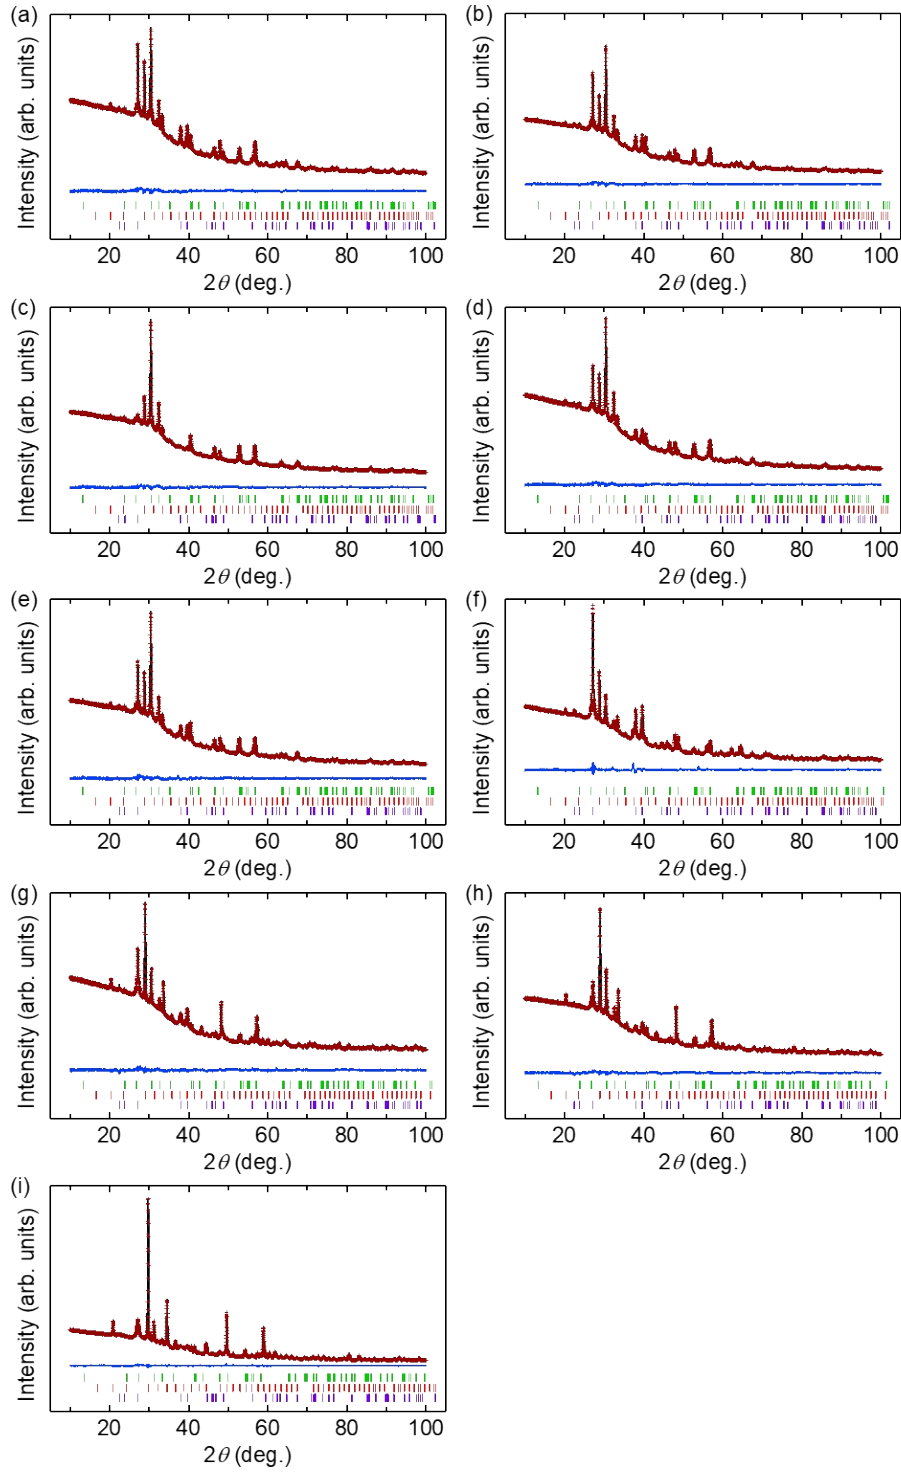 (a)
Intensity (arb. units)
20 40 60 80 100
2θ (deg.)
(b)
Intensity (arb. units)
20 40 60 80 100
2θ (deg.)
(c)
Intensity (arb. units)
20 40 60 80 100
2θ (deg.)
(d)
Intensity (arb. units)
20 40 60 80 100
2θ (deg.)
(e)
Intensity (arb. units)
20 40 60 80 100
2θ (deg.)
(f)
Intensity (arb. units)
20 40 60 80 100
2θ (deg.)
(g)
Intensity (arb. units)
20 40 60 80 100
2θ (deg.)
(h)
Intensity (arb. units)
20 40 60 80 100
2θ (deg.)
(i)
Intensity (arb. units)
20 40 60 80 100
2θ (deg.)